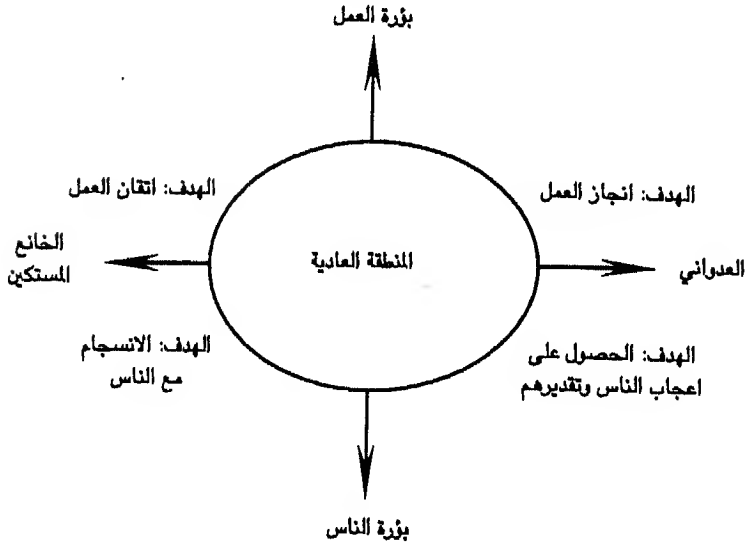 بؤرة العمل
الهدف: انجاز العمل
الهدف: اتقان العمل
العدواني
المنطقة العادية
الخانع
المستكين
الهدف: الحصول على
اعجاب الناس وتقديرهم
الهدف: الانسجام
مع الناس
بؤرة الناس